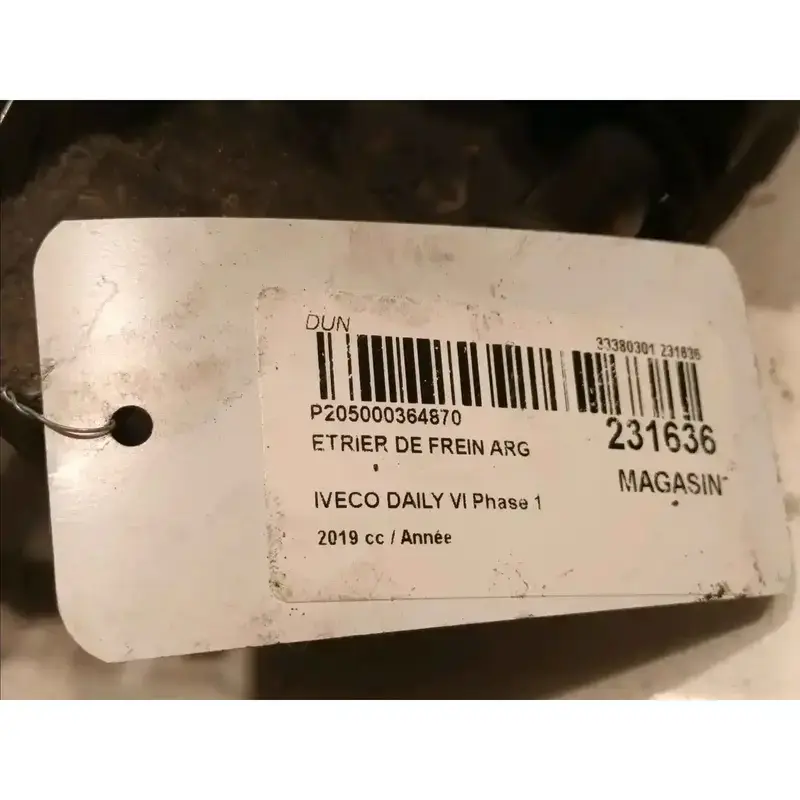 DUN
33380301 231636
P205000364870
ETRIER DE FREIN ARG
231636
MAGASIN
IVECO DAILY VI Phase 1
2019 cc / Année